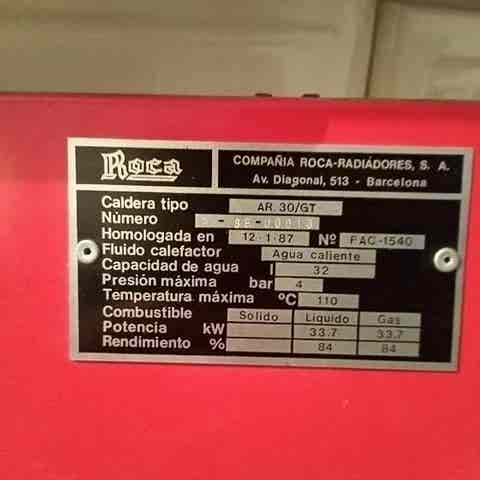 Roca
COMPAÑIA ROCA-RADIADORES, S. A.
Av. Diagonal, 513 - Barcelona
Caldera tipo AR.30/GT
Número
Homologada en 12·1·87 Nº FAC-1540
Fluido calefactor Agua caliente
Capacidad de agua l 32
Presión máxima bar 4
Temperatura máxima ºC 110
Combustible Solido Liquido Gas
Potencia kW 33.7 33.7
Rendimiento % 84 84